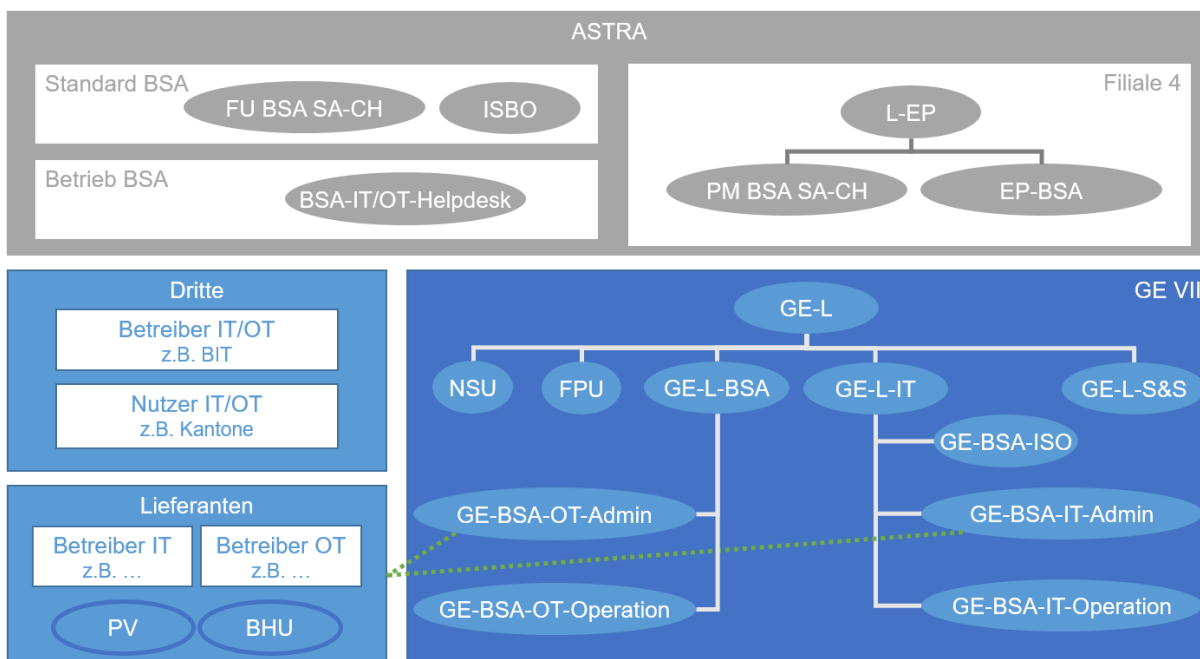 ASTRA
Standard BSA
FU BSA SA-CH
ISBO
Betrieb BSA
BSA-IT/OT-Helpdesk
Filiale 4
L-EP
PM BSA SA-CH
EP-BSA
Dritte
Betreiber IT/OT
z.B. BIT
Nutzer IT/OT
z.B. Kantone
Lieferanten
Betreiber IT
z.B. ...
Betreiber OT
z.B. ...
PV
BHU
GE VII
GE-L
NSU
FPU
GE-L-BSA
GE-L-IT
GE-L-S&S
GE-BSA-ISO
GE-BSA-OT-Admin
GE-BSA-IT-Admin
GE-BSA-OT-Operation
GE-BSA-IT-Operation